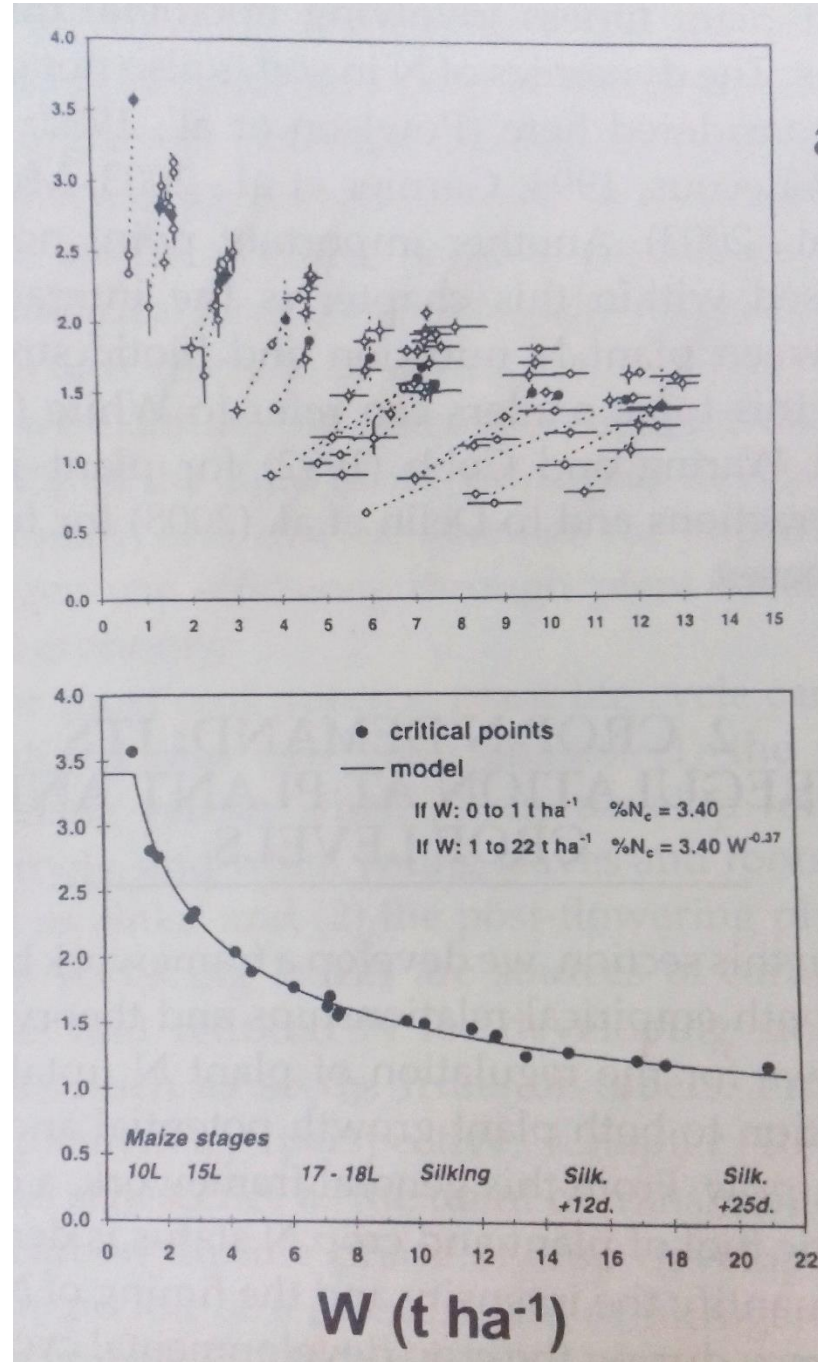 4.0
3.5
3.0
2.5
2.0
1.5
1.0
0.5
0.0
0 1 2 3 4 5 6 7 8 9 10 11 12 13 14 15
4.0
3.5
3.0
2.5
2.0
1.5
1.0
0.5
0.0
critical points
model
If W: 0 to 1 t ha-1 %Nc = 3.40
If W: 1 to 22 t ha-1 %Nc = 3.40 W-0.37
Maize stages
10L 15L 17 - 18L Silking Silk. Silk.
+12d. +25d.
0 2 4 6 8 10 12 14 16 18 20 22
W (t ha-1)